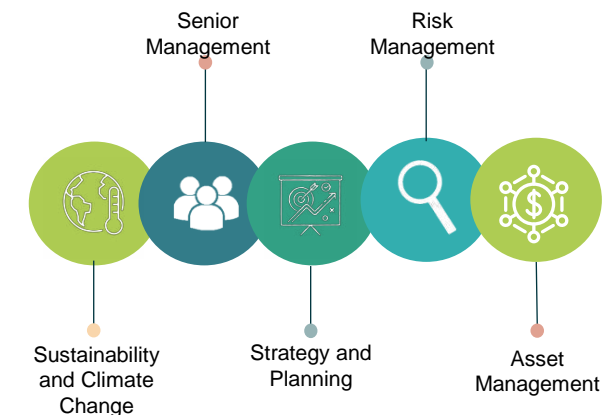 Senior
Management
Risk
Management
$
Sustainability
and Climate
Change
Strategy and
Planning
Asset
Management